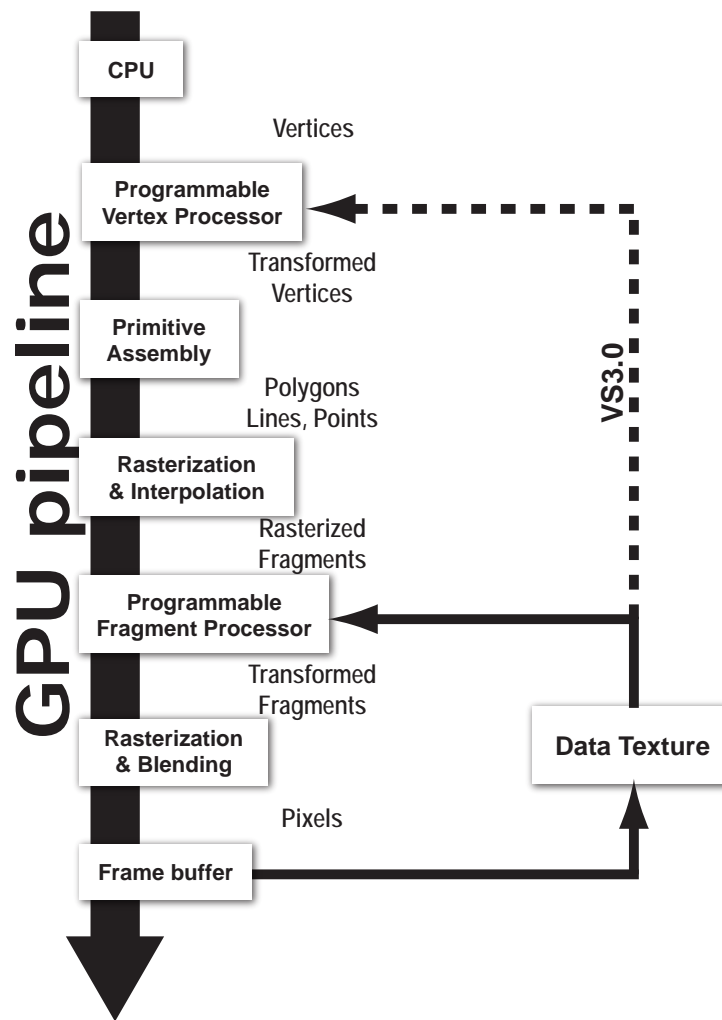 GPU pipeline
CPU
Vertices
Programmable
Vertex Processor
Transformed
Vertices
Primitive
Assembly
Polygons
Lines, Points
VS3.0
Rasterization
& Interpolation
Rasterized
Fragments
Programmable
Fragment Processor
Transformed
Fragments
Rasterization
& Blending
Data Texture
Pixels
Frame buffer